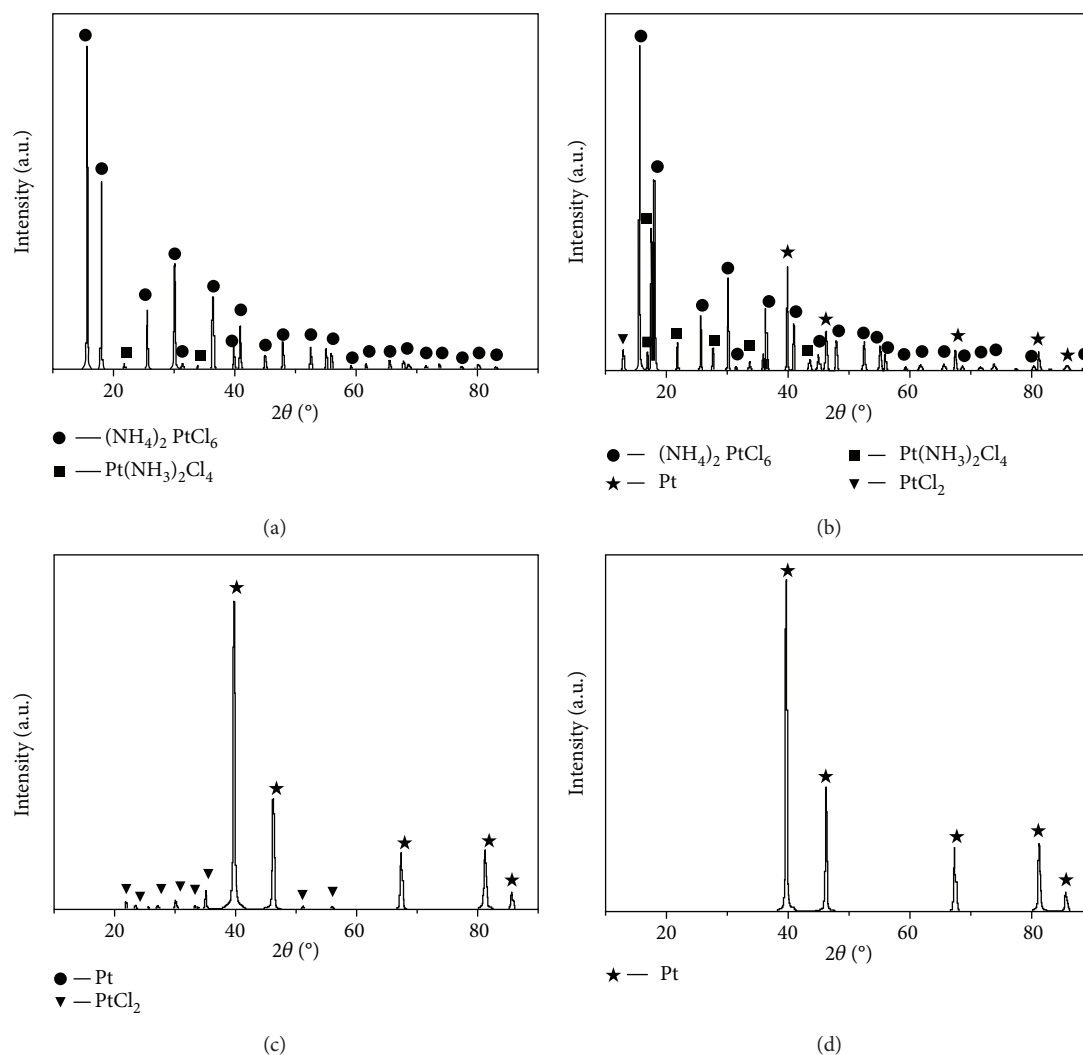 Intensity (a.u.)
20 40 60 80
2θ (°)
● — (NH₄)₂ PtCl₆
■ — Pt(NH₃)₂Cl₄
(a)
Intensity (a.u.)
20 40 60 80
2θ (°)
● — (NH₄)₂ PtCl₆ ■ — Pt(NH₃)₂Cl₄
★ — Pt ▼ — PtCl₂
(b)
Intensity (a.u.)
20 40 60 80
2θ (°)
● — Pt
▼ — PtCl₂
(c)
Intensity (a.u.)
20 40 60 80
2θ (°)
★ — Pt
(d)